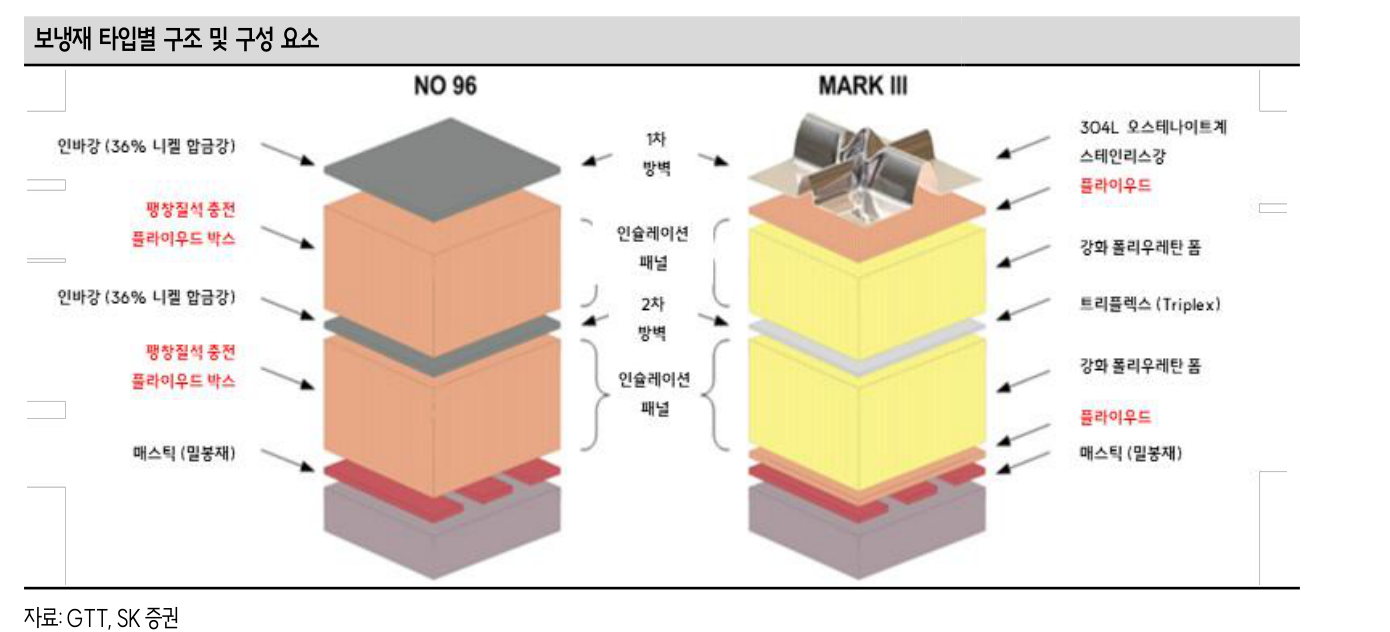 보냉재 타입별 구조 및 구성 요소
NO 96
MARK III
인바강 (36% 니켈 합금강)
팽창질석 충전
플라이우드 박스
인바강 (36% 니켈 합금강)
팽창질석 충전
플라이우드 박스
매스틱 (밀봉재)
1차
방벽
인슐레이션
패널
2차
방벽
인슐레이션
패널
304L 오스테나이트계
스테인리스강
플라이우드
강화 폴리우레탄 폼
트리플렉스 (Triplex)
강화 폴리우레탄 폼
플라이우드
매스틱 (밀봉재)
자료: GTT, SK 증권